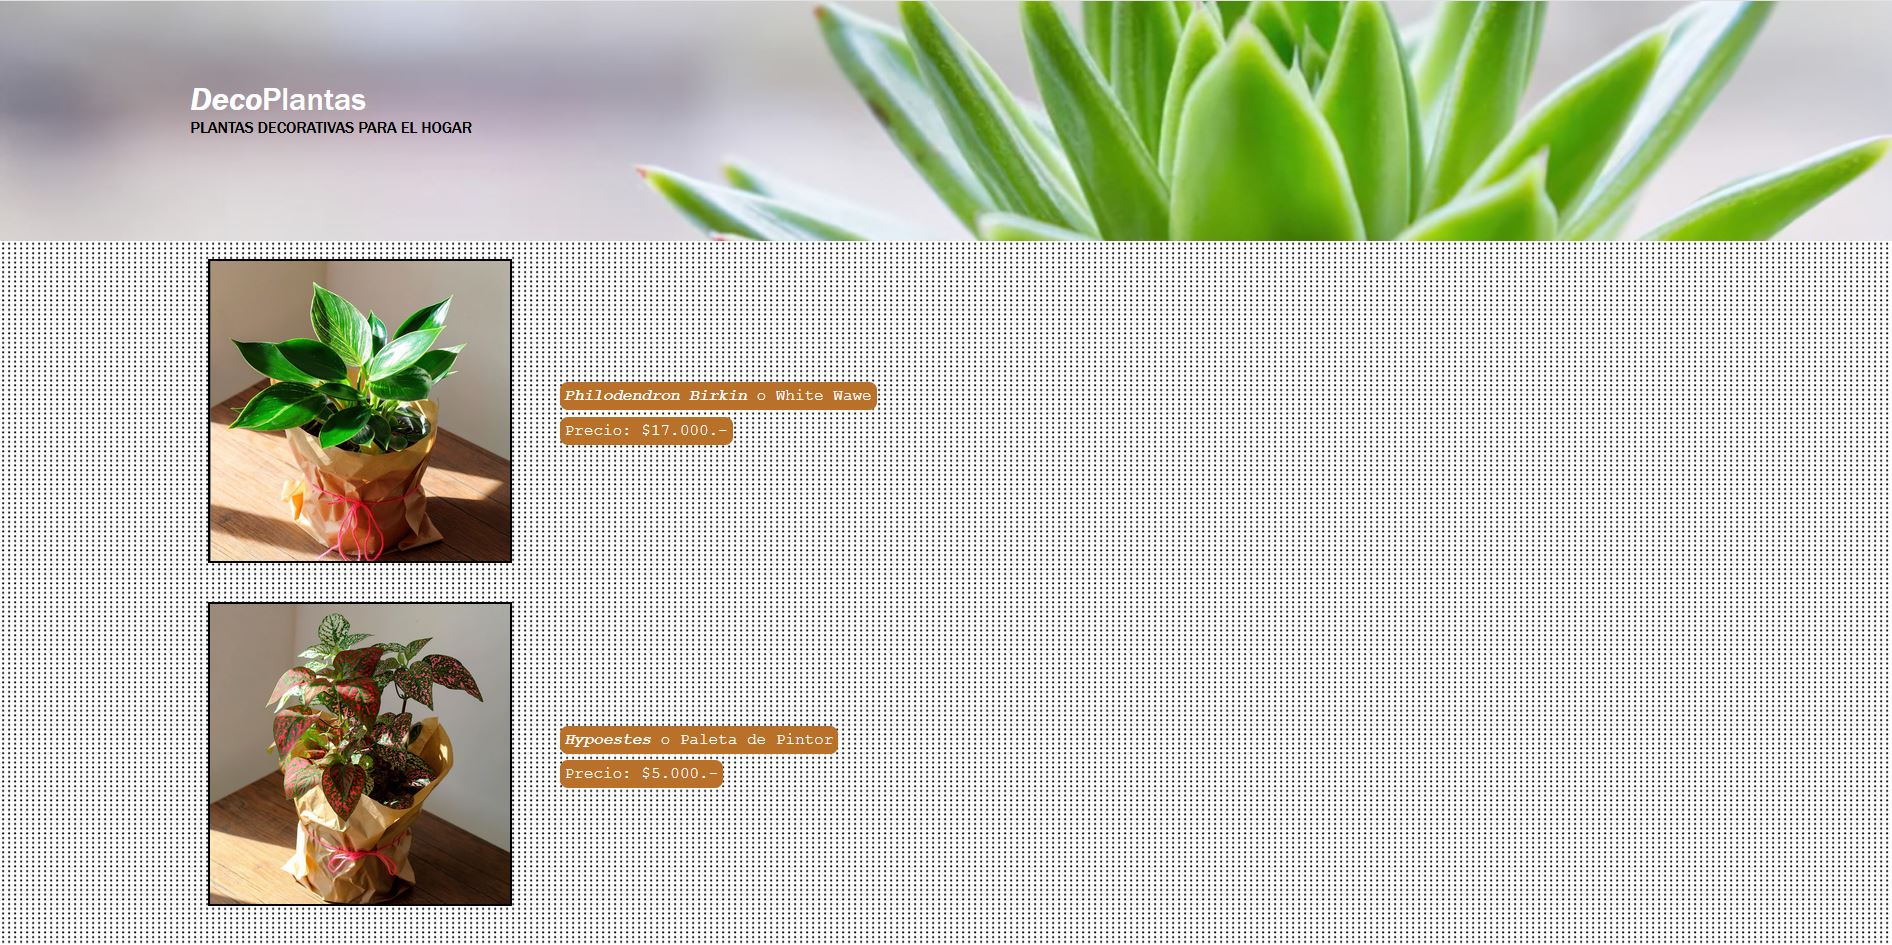 DecoPlantas
PLANTAS DECORATIVAS PARA EL HOGAR
Philodendron Birkin o White Wawe
Precio: $17.000.-
Hypoestes o Paleta de Pintor
Precio: $5.000.-